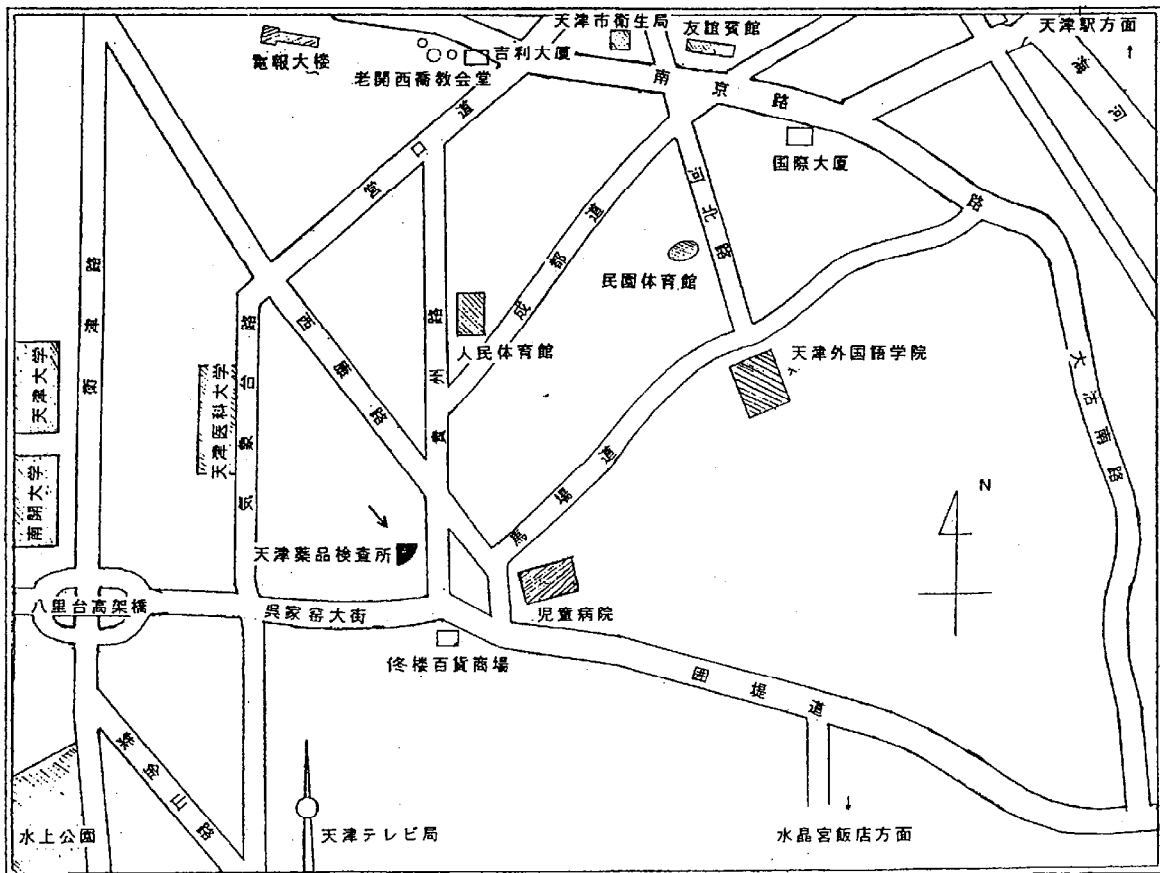 天津市衛生局
友誼賓館
天津駅方面
↑
電報大楼
吉利大厦
老開西舊教会堂
南京路
海河
国際大厦
営道
衛津路
成都道
河北路
路
民園体育館
西康路
貴州路
人民体育館
天津外国語学院
天津大学
天津医科大学
気象台路
大沽南路
南開大学
馬場道
N
天津薬品検査所
八里台高架橋
呉家窑大街
児童病院
佟楼百貨商場
囲堤道
紫金山路
水上公園
天津テレビ局
↓
水晶宮飯店方面